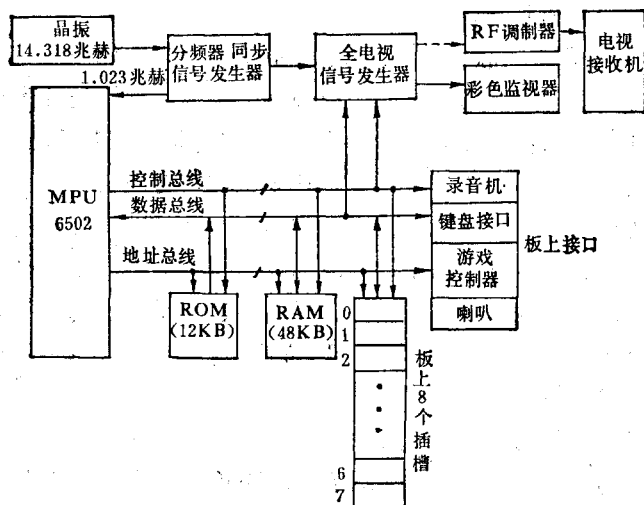 晶振
14.318兆赫
分频器同步
信号发生器
1.023兆赫
全电视
信号发生器
RF调制器
彩色监视器
电视
接收机
MPU
6502
控制总线
数据总线
地址总线
ROM
(12KB)
RAM
(48KB)
录音机
键盘接口
游戏
控制器
喇叭
板上接口
0
1
2
6
7
板上8个插槽